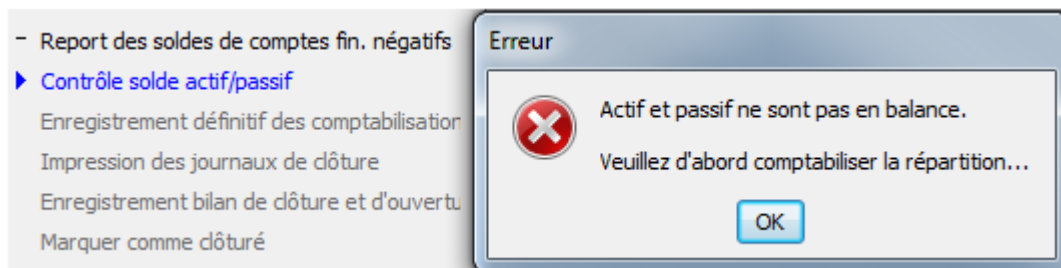 - Report des soldes de comptes fin. négatifs
Contrôle solde actif/passif
Enregistrement définitif des comptabilisation
Impression des journaux de clôture
Enregistrement bilan de clôture et d'ouvertu
Marquer comme clôturé
Erreur
Actif et passif ne sont pas en balance.
Veuillez d'abord comptabiliser la répartition...
OK